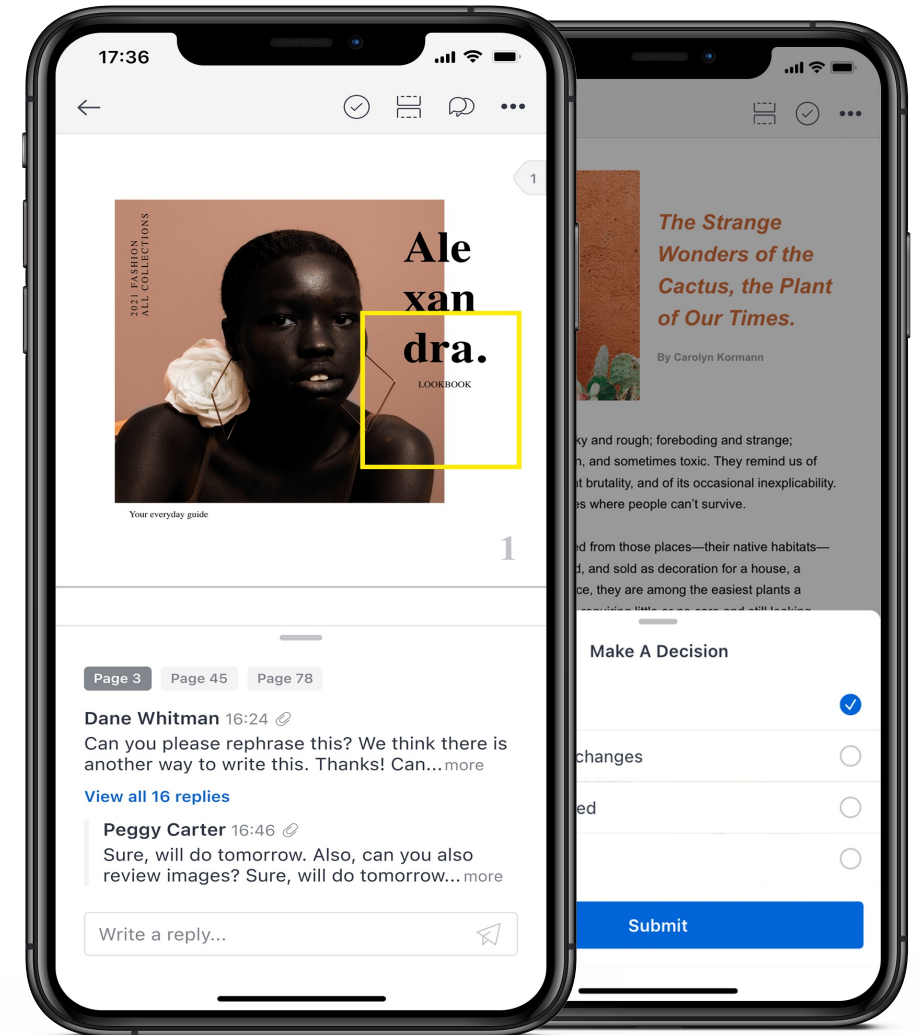 17:36
1
2021 FASHION
ALL COLLECTIONS
Ale
xan
dra.
LOOKBOOK
Your everyday guide
1
Page 3 Page 45 Page 78
Dane Whitman 16:24
Can you please rephrase this? We think there is
another way to write this. Thanks! Can...more
View all 16 replies
Peggy Carter 16:46
Sure, will do tomorrow. Also, can you also
review images? Sure, will do tomorrow...more
Write a reply...
The Strange
Wonders of the
Cactus, the Plant
of Our Times.
By Carolyn Kormann
ky and rough; foreboding and strange;
, and sometimes toxic. They remind us of
t brutality, and of its occasional inexplicability.
es where people can't survive.
ed from those places—their native habitats—
d, and sold as decoration for a house, a
ce, they are among the easiest plants a
Make A Decision
changes
ed
Submit